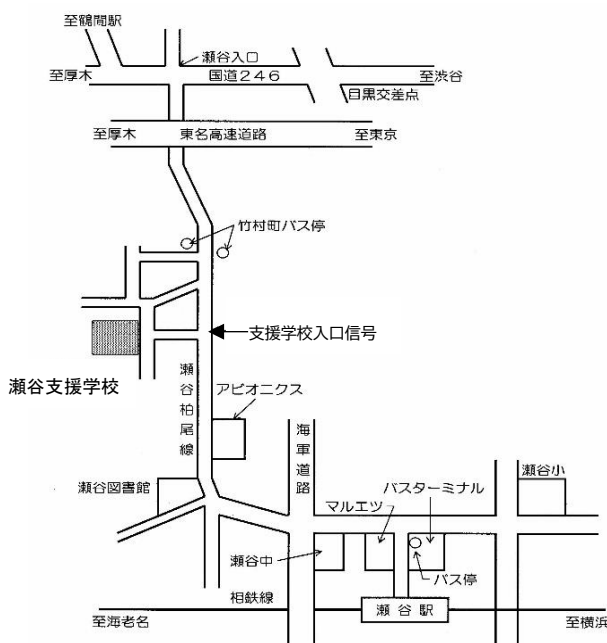 至鶴間駅
瀬谷入口
至厚木
国道246
至渋谷
目黒交差点
至厚木
東名高速道路
至東京
竹村町バス停
支援学校入口信号
瀬谷支援学校
瀬谷柏尾線
アピオニクス
海軍道路
瀬谷図書館
瀬谷小
バスターミナル
マルエツ
瀬谷中
バス停
相鉄線
瀬谷駅
至海老名
至横浜